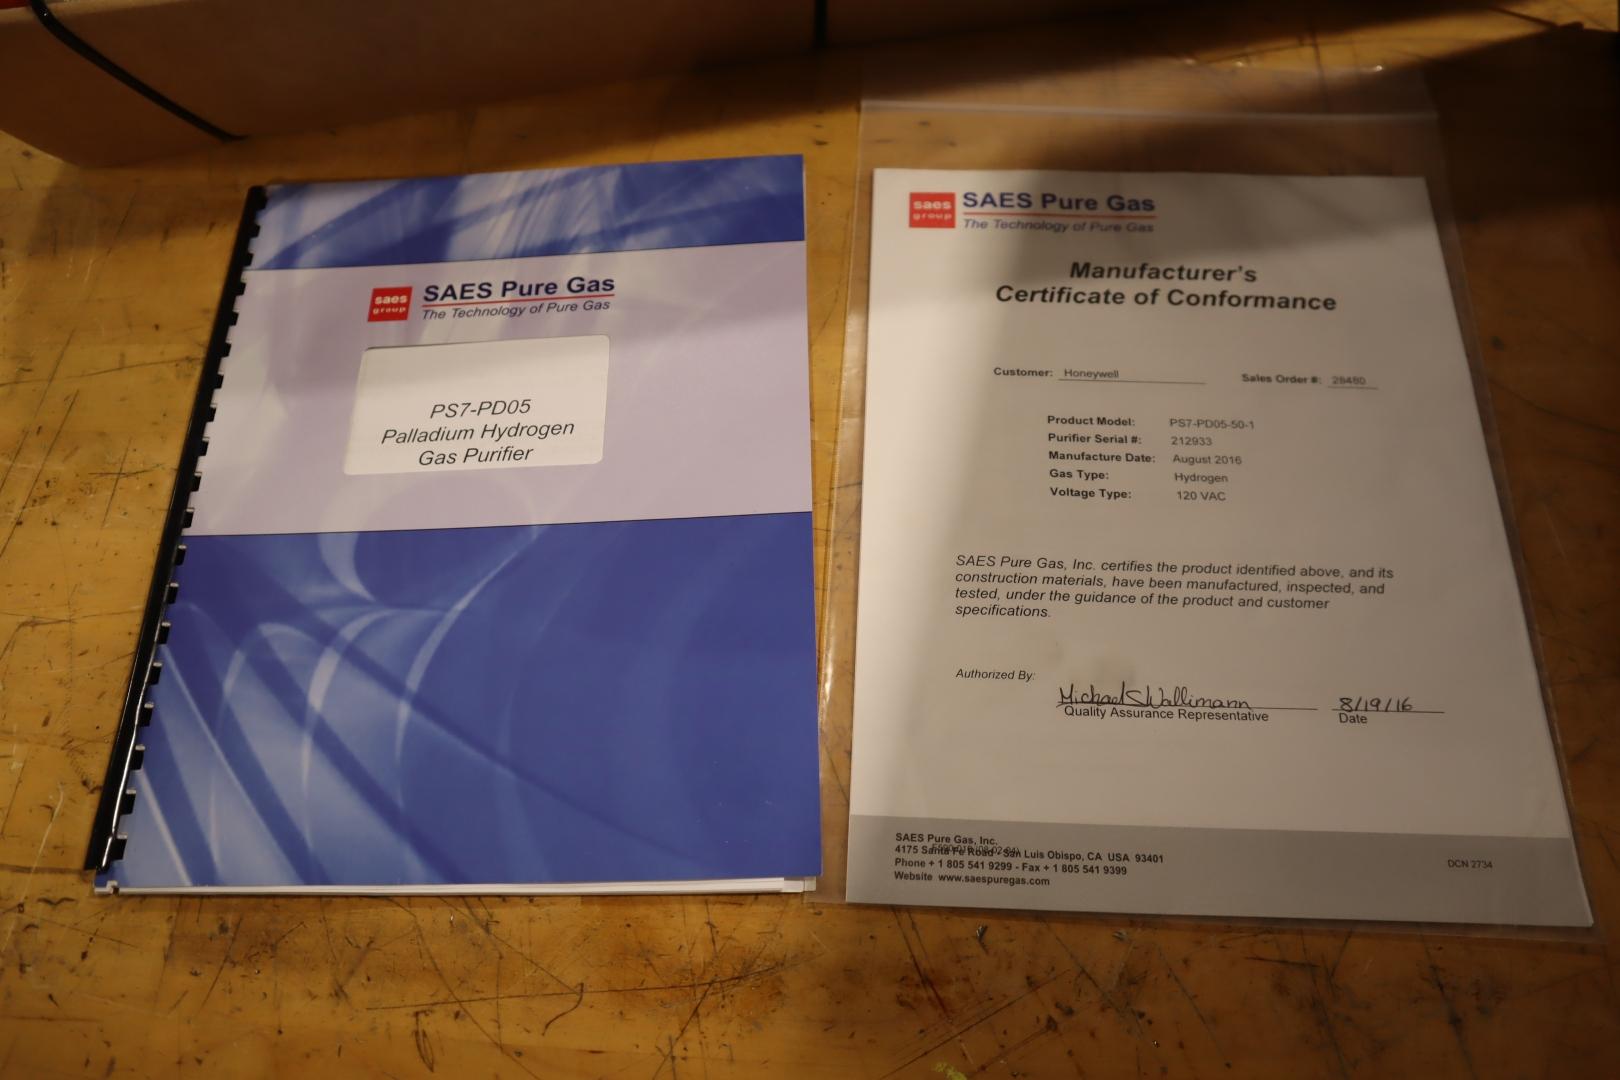 saes
group
SAES Pure Gas
The Technology of Pure Gas
PS7-PD05
Palladium Hydrogen
Gas Purifier
saes
group
SAES Pure Gas
The Technology of Pure Gas
Manufacturer's
Certificate of Conformance
Customer: Honeywell Sales Order #: 28480
Product Model: PS7-PD05-50-1
Purifier Serial #: 212933
Manufacture Date: August 2016
Gas Type: Hydrogen
Voltage Type: 120 VAC
SAES Pure Gas, Inc. certifies the product identified above, and its
construction materials, have been manufactured, inspected, and
tested, under the guidance of the product and customer
specifications.
Authorized By:
Michael S Wallimann 8/19/16
Quality Assurance Representative Date
SAES Pure Gas, Inc.
4175 Santa Fe Road - San Luis Obispo, CA USA 93401
Phone + 1 805 541 9299 - Fax + 1 805 541 9399
Website www.saespuregas.com
DCN 2734